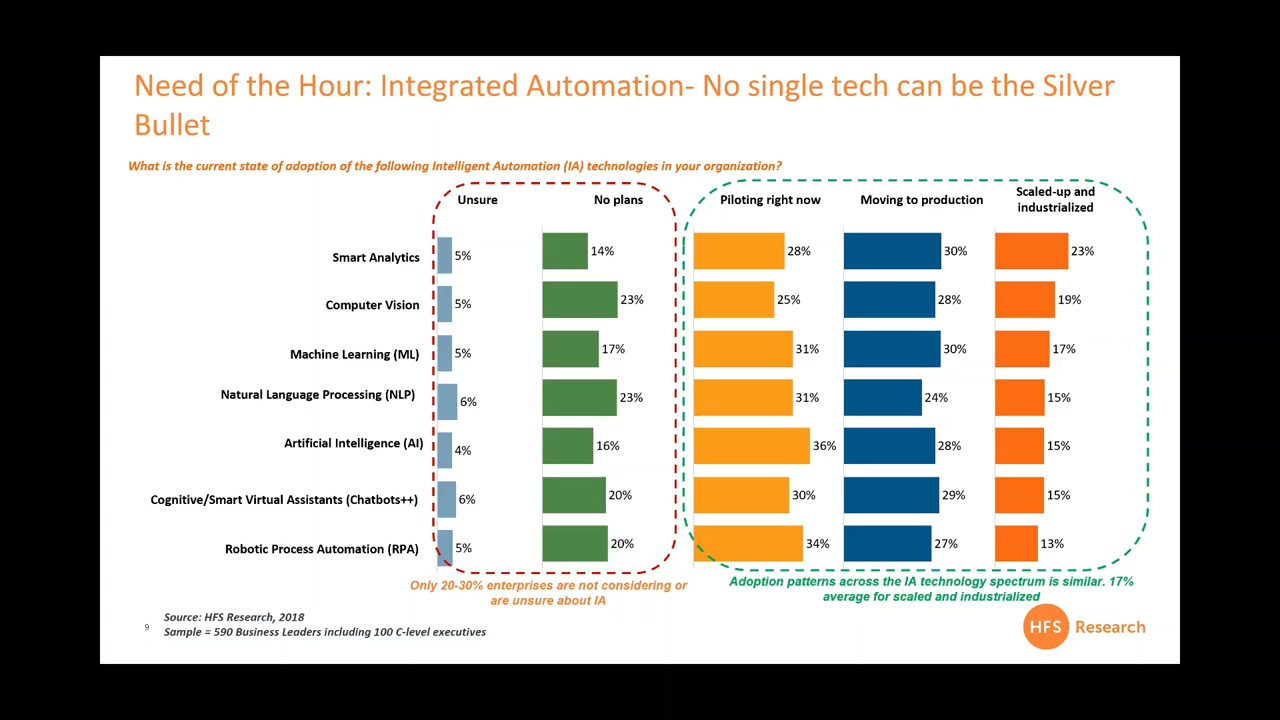 Need of the Hour: Integrated Automation- No single tech can be the Silver
Bullet
What is the current state of adoption of the following Intelligent Automation (IA) technologies in your organization?
Unsure No plans Piloting right now Moving to production Scaled-up and
industrialized
Smart Analytics 5% 14% 28% 30% 23%
Computer Vision 5% 23% 25% 28% 19%
Machine Learning (ML) 5% 17% 31% 30% 17%
Natural Language Processing (NLP) 6% 23% 31% 24% 15%
Artificial Intelligence (AI) 4% 16% 36% 28% 15%
Cognitive/Smart Virtual Assistants (Chatbots++) 6% 20% 30% 29% 15%
Robotic Process Automation (RPA) 5% 20% 34% 27% 13%
Only 20-30% enterprises are not considering or
are unsure about IA
Adoption patterns across the IA technology spectrum is similar. 17%
average for scaled and industrialized
Source: HFS Research, 2018
Sample = 590 Business Leaders including 100 C-level executives
9
HFS Research